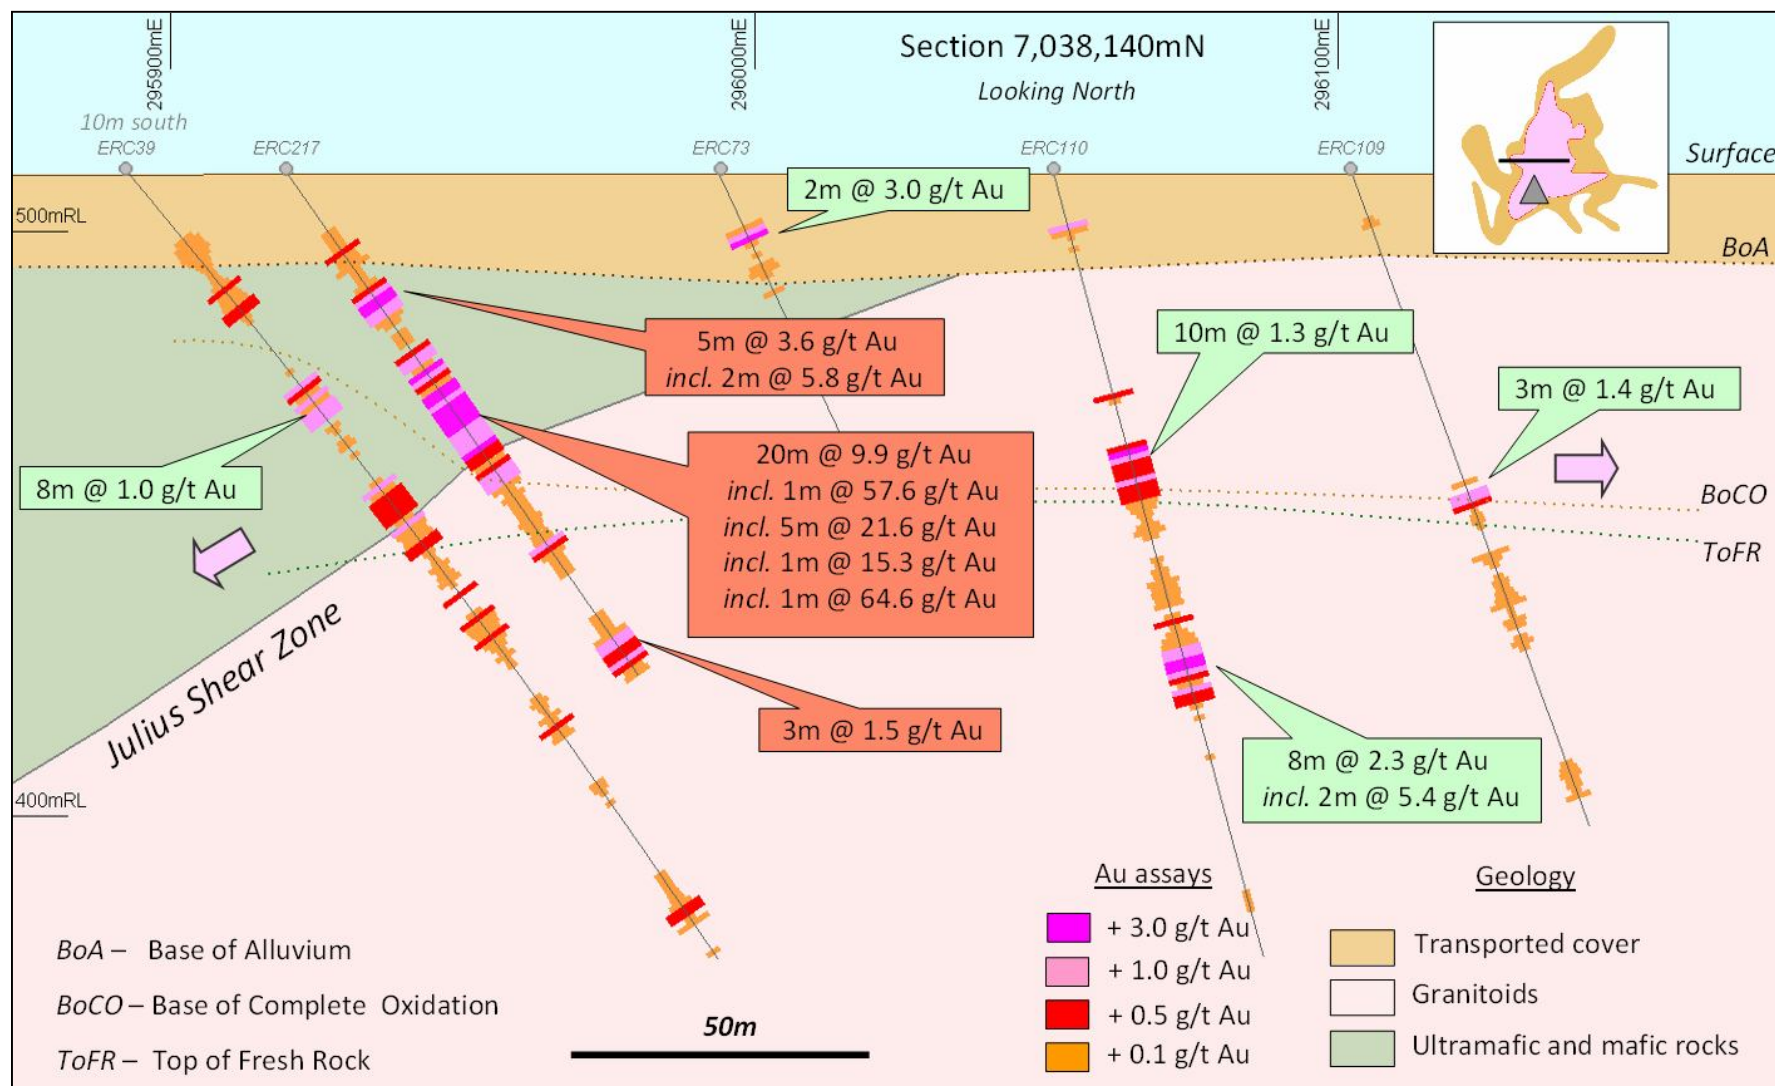 295900mE
296000mE
296100mE
Section 7,038,140mN
Looking North
10m south
ERC39
ERC217
ERC73
ERC110
ERC109
Surface
2m @ 3.0 g/t Au
500mRL
BoA
5m @ 3.6 g/t Au
incl. 2m @ 5.8 g/t Au
10m @ 1.3 g/t Au
3m @ 1.4 g/t Au
8m @ 1.0 g/t Au
20m @ 9.9 g/t Au
incl. 1m @ 57.6 g/t Au
incl. 5m @ 21.6 g/t Au
incl. 1m @ 15.3 g/t Au
incl. 1m @ 64.6 g/t Au
BoCO
ToFR
Julius Shear Zone
3m @ 1.5 g/t Au
8m @ 2.3 g/t Au
incl. 2m @ 5.4 g/t Au
400mRL
BoA – Base of Alluvium
BoCO – Base of Complete Oxidation
ToFR – Top of Fresh Rock
50m
Au assays
+ 3.0 g/t Au
+ 1.0 g/t Au
+ 0.5 g/t Au
+ 0.1 g/t Au
Geology
Transported cover
Granitoids
Ultramafic and mafic rocks